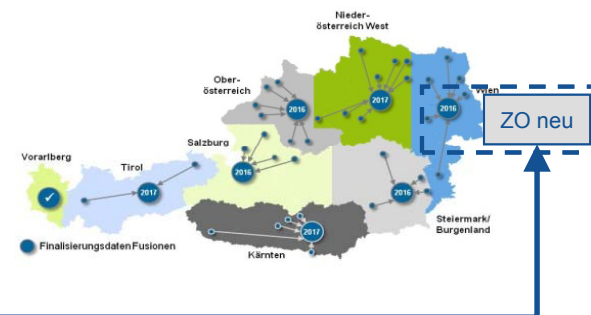 Nieder-
österreich West
Ober-
österreich
2016
2017
Wien
2016
ZO neu
Salzburg
Vorarlberg
Tirol
2016
✓
2017
2016
Steiermark/
Burgenland
2017
Kärnten
Finalisierungsdaten Fusionen